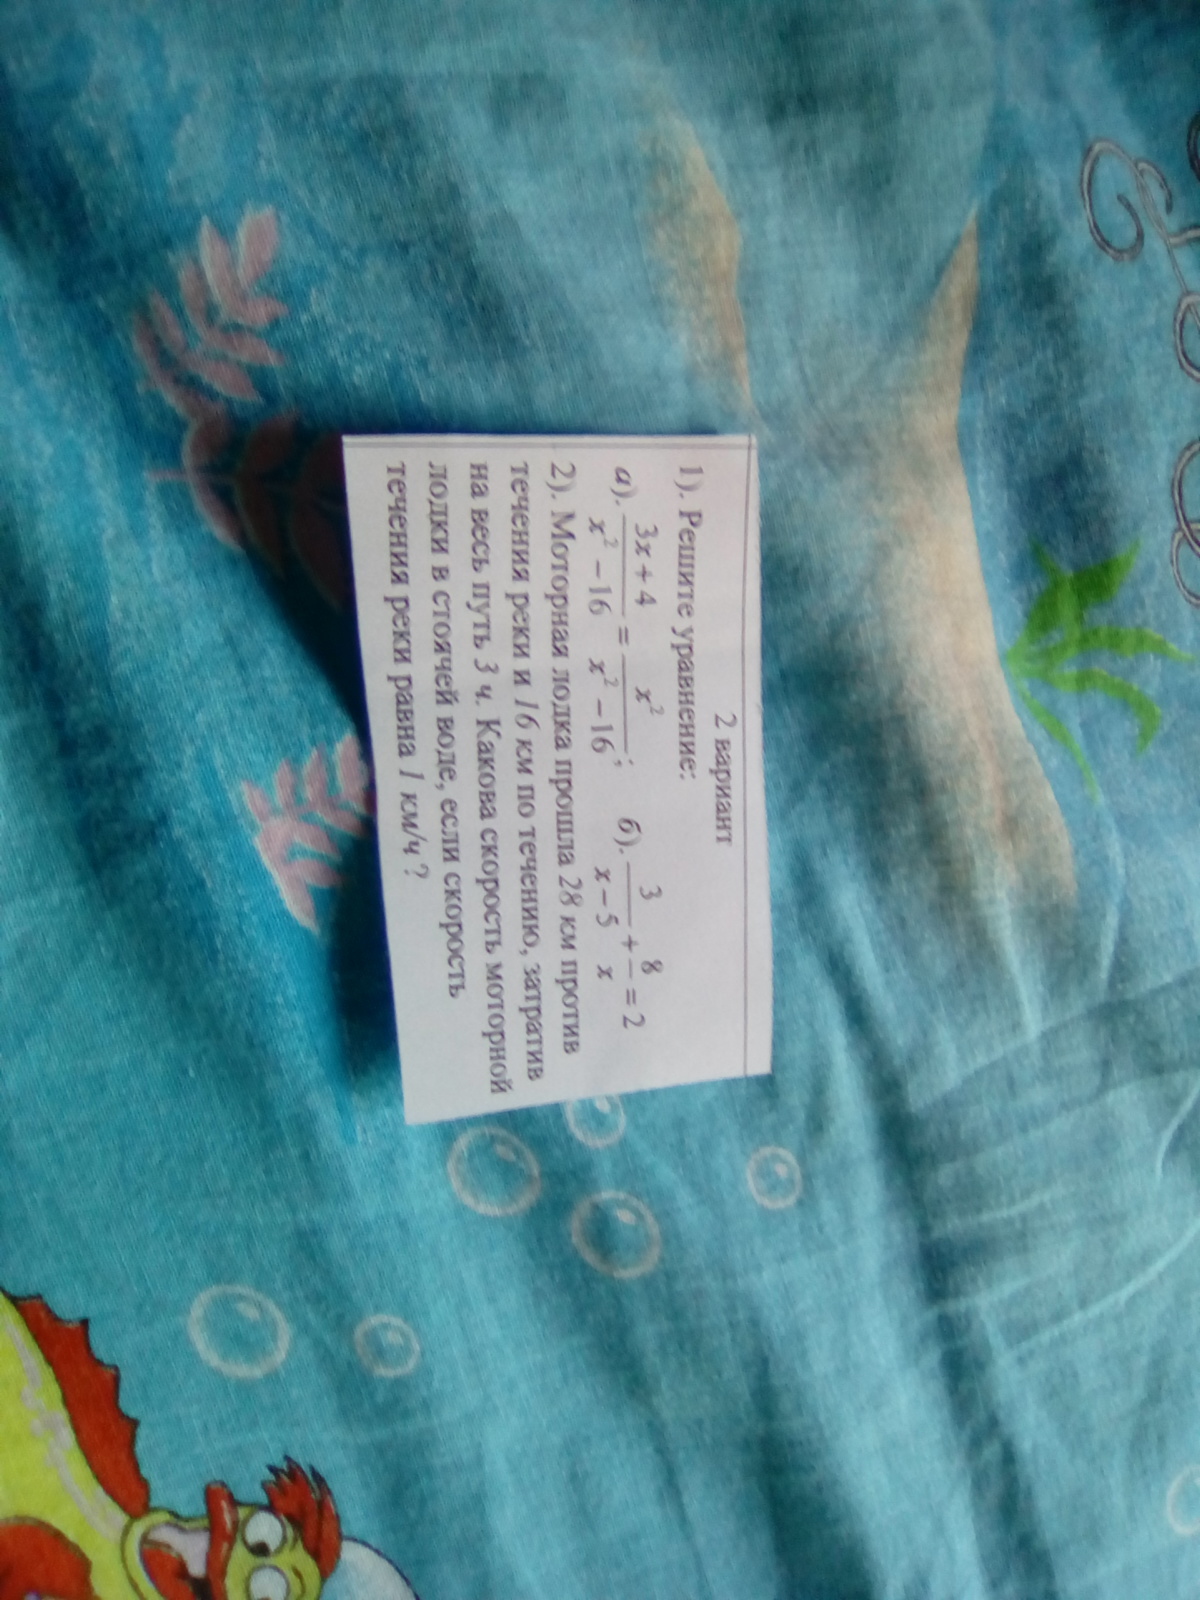 2 вариант
1). Решите уравнение:
а). (3x+4)/(x²−16) = x²/(x²−16); б). 3/(x−5) + 8/x = 2
2). Моторная лодка прошла 28 км против
течения реки и 16 км по течению, затратив
на весь путь 3 ч. Какова скорость моторной
лодки в стоячей воде, если скорость
течения реки равна 1 км/ч?